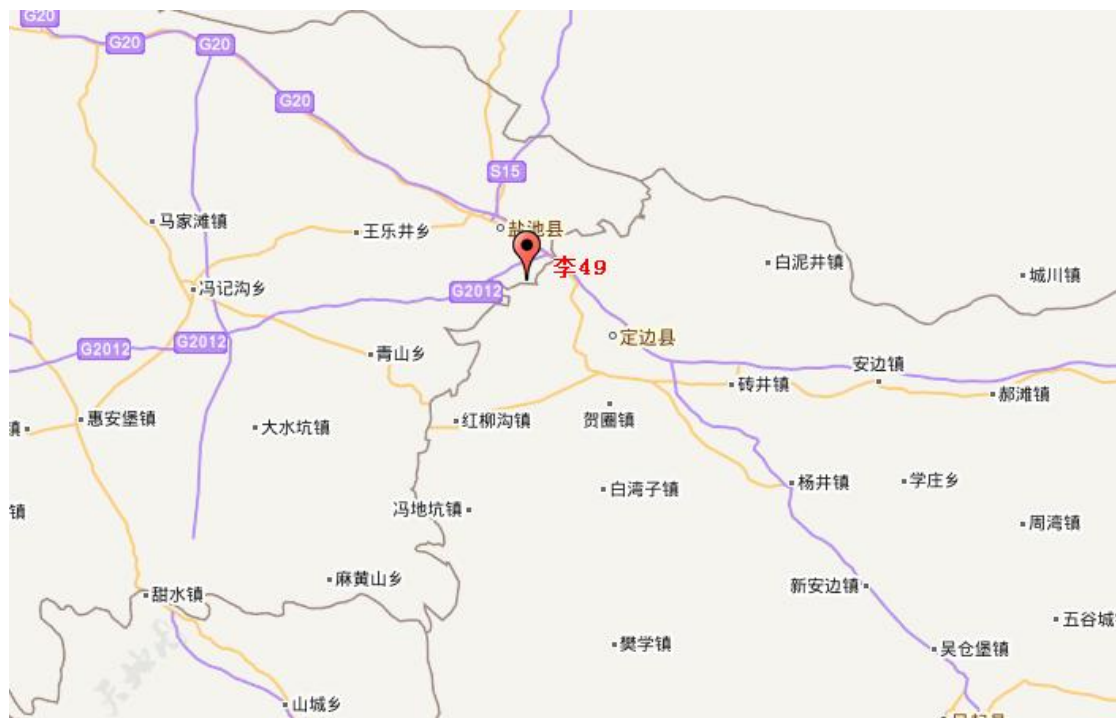 G20
G20
G20
G20
S15
马家滩镇
王乐井乡
盐池县
李49
白泥井镇
城川镇
冯记沟乡
G2012
G2012
G2012
青山乡
定边县
安边镇
砖井镇
郝滩镇
惠安堡镇
镇
大水坑镇
红柳沟镇
贺圈镇
白湾子镇
杨井镇
学庄乡
镇
冯地坑镇
周湾镇
麻黄山乡
新安边镇
甜水镇
五谷城
樊学镇
吴仓堡镇
山城乡
天地图